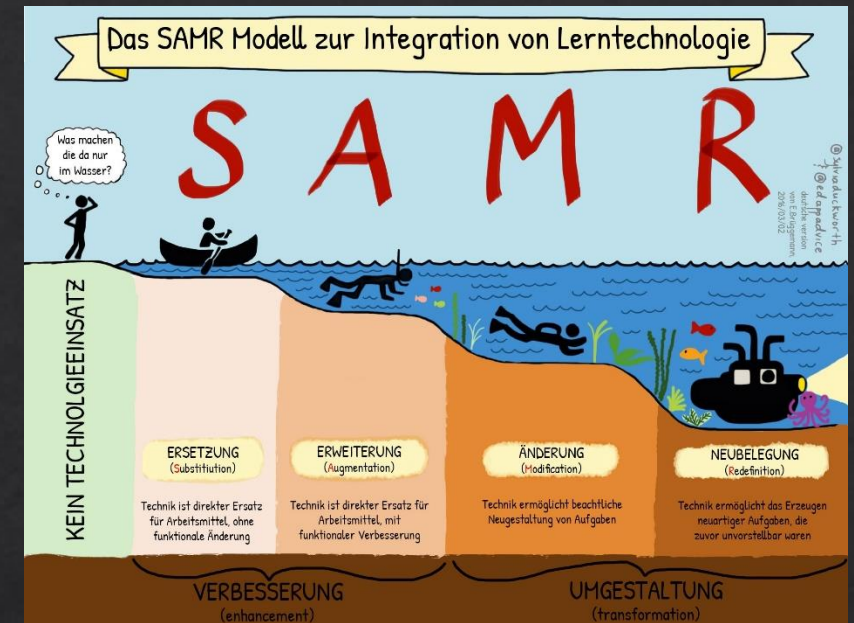 Das SAMR Modell zur Integration von Lerntechnologie
S A M R
Was machen
die da nur
im Wasser?
@sylviaduckworth
@edappadvice
deutsche version
von E.Brüggemann
2016/03/02
KEIN TECHNOLGIEEINSATZ
ERSETZUNG
(Substitiution)
Technik ist direkter Ersatz
für Arbeitsmittel, ohne
funktionale Änderung
ERWEITERUNG
(Augmentation)
Technik ist direkter Ersatz für
Arbeitsmittel, mit
funktionaler Verbesserung
ÄNDERUNG
(Modification)
Technik ermöglicht beachtliche
Neugestaltung von Aufgaben
NEUBELEGUNG
(Redefinition)
Technik ermöglicht das Erzeugen
neuartiger Aufgaben, die
zuvor unvorstellbar waren
VERBESSERUNG
(enhancement)
UMGESTALTUNG
(transformation)